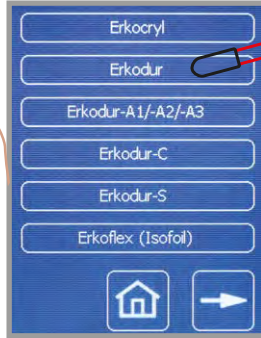 Erkocryl
Erkodur
Erkodur-A1/-A2/-A3
Erkodur-C
Erkodur-S
Erkoflex (Isofoil)